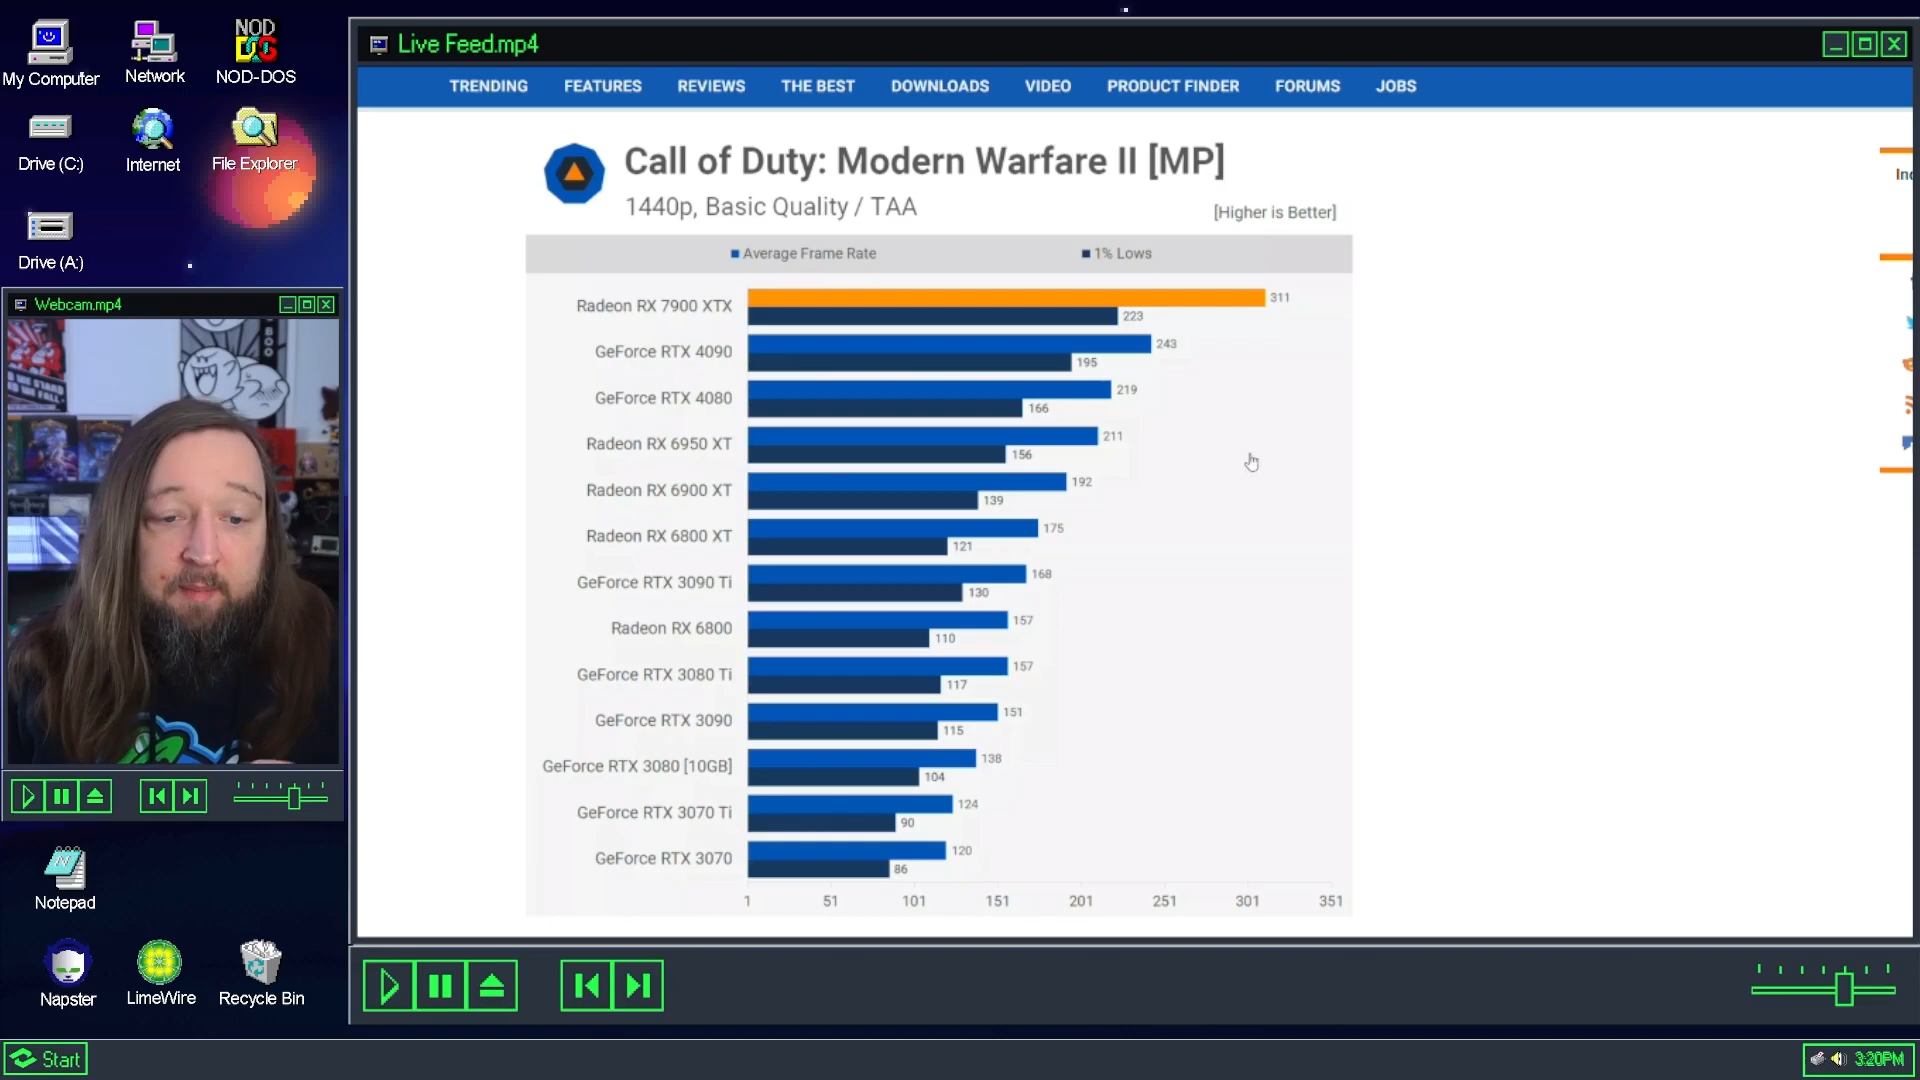 My Computer
Network
NOD
DOG
NOD-DOS
Drive (C:)
Internet
File Explorer
Drive (A:)
Webcam.mp4
Notepad
Napster
LimeWire
Recycle Bin
Start
Live Feed.mp4
TRENDING FEATURES REVIEWS THE BEST DOWNLOADS VIDEO PRODUCT FINDER FORUMS JOBS
Call of Duty: Modern Warfare II [MP]
1440p, Basic Quality / TAA
[Higher is Better]
Average Frame Rate 1% Lows
Radeon RX 7900 XTX 311
223
GeForce RTX 4090 243
195
GeForce RTX 4080 219
166
Radeon RX 6950 XT 211
156
Radeon RX 6900 XT 192
139
Radeon RX 6800 XT 175
121
GeForce RTX 3090 Ti 168
130
Radeon RX 6800 157
110
GeForce RTX 3080 Ti 157
117
GeForce RTX 3090 151
115
GeForce RTX 3080 [10GB] 138
104
GeForce RTX 3070 Ti 124
90
GeForce RTX 3070 120
86
1 51 101 151 201 251 301 351
3:20PM